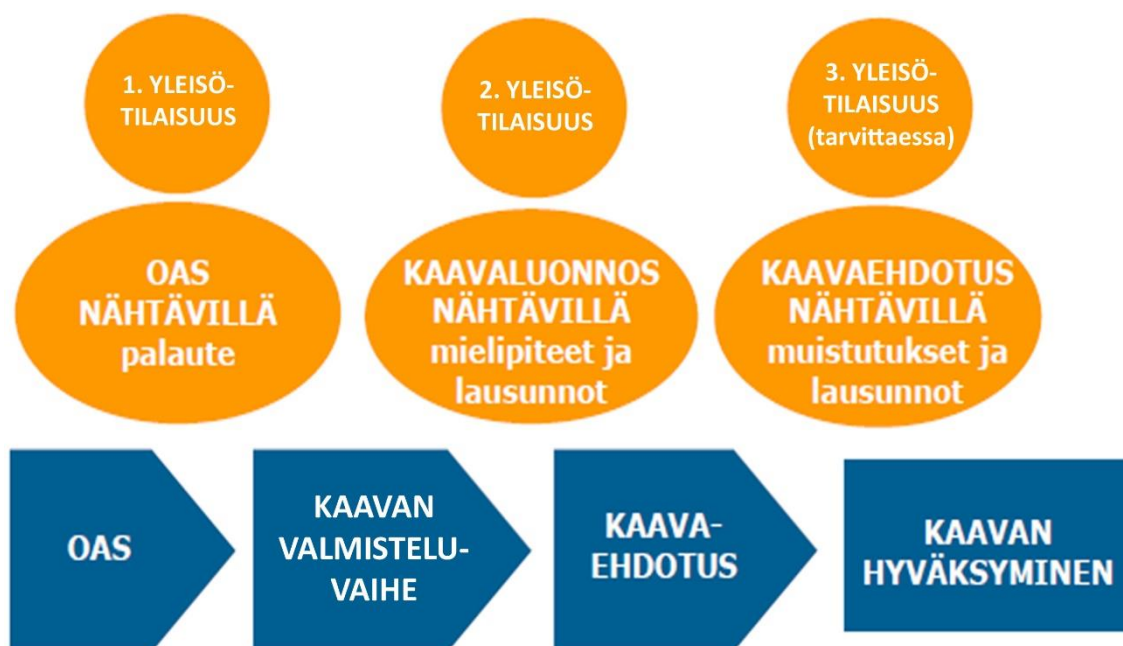 1. YLEISÖ-
TILAISUUS
2. YLEISÖ-
TILAISUUS
3. YLEISÖ-
TILAISUUS
(tarvittaessa)
OAS
NÄHTÄVILLÄ
palaute
KAAVALUONNOS
NÄHTÄVILLÄ
mielipiteet ja
lausunnot
KAAVAEHDOTUS
NÄHTÄVILLÄ
muistutukset ja
lausunnot
OAS
KAAVAN
VALMISTELU-
VAIHE
KAAVA-
EHDOTUS
KAAVAN
HYVÄKSYMINEN